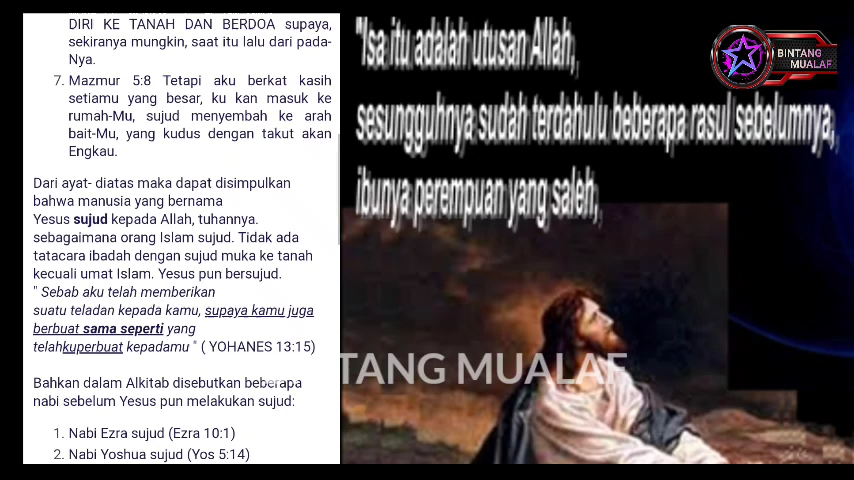 DIRI KE TANAH DAN BERDOA supaya,
sekiranya mungkin, saat itu lalu dari pada-
Nya.
7. Mazmur 5:8 Tetapi aku berkat kasih
setiamu yang besar, ku kan masuk ke
rumah-Mu, sujud menyembah ke arah
bait-Mu, yang kudus dengan takut akan
Engkau.
Dari ayat- diatas maka dapat disimpulkan
bahwa manusia yang bernama
Yesus sujud kepada Allah, tuhannya.
sebagaimana orang Islam sujud. Tidak ada
tatacara ibadah dengan sujud muka ke tanah
kecuali umat Islam. Yesus pun bersujud.
" Sebab aku telah memberikan
suatu teladan kepada kamu, supaya kamu juga
berbuat sama seperti yang
telahkuperbuat kepadamu " ( YOHANES 13:15)
Bahkan dalam Alkitab disebutkan beberapa
nabi sebelum Yesus pun melakukan sujud:
1. Nabi Ezra sujud (Ezra 10:1)
2. Nabi Yoshua sujud (Yos 5:14)
"Isa itu adalah utusan Allah,
sesungguhnya sudah terdahulu beberapa rasul sebelumnya,
ibunya perempuan yang saleh,
BINTANG
MUALAF
TANG MUALAF